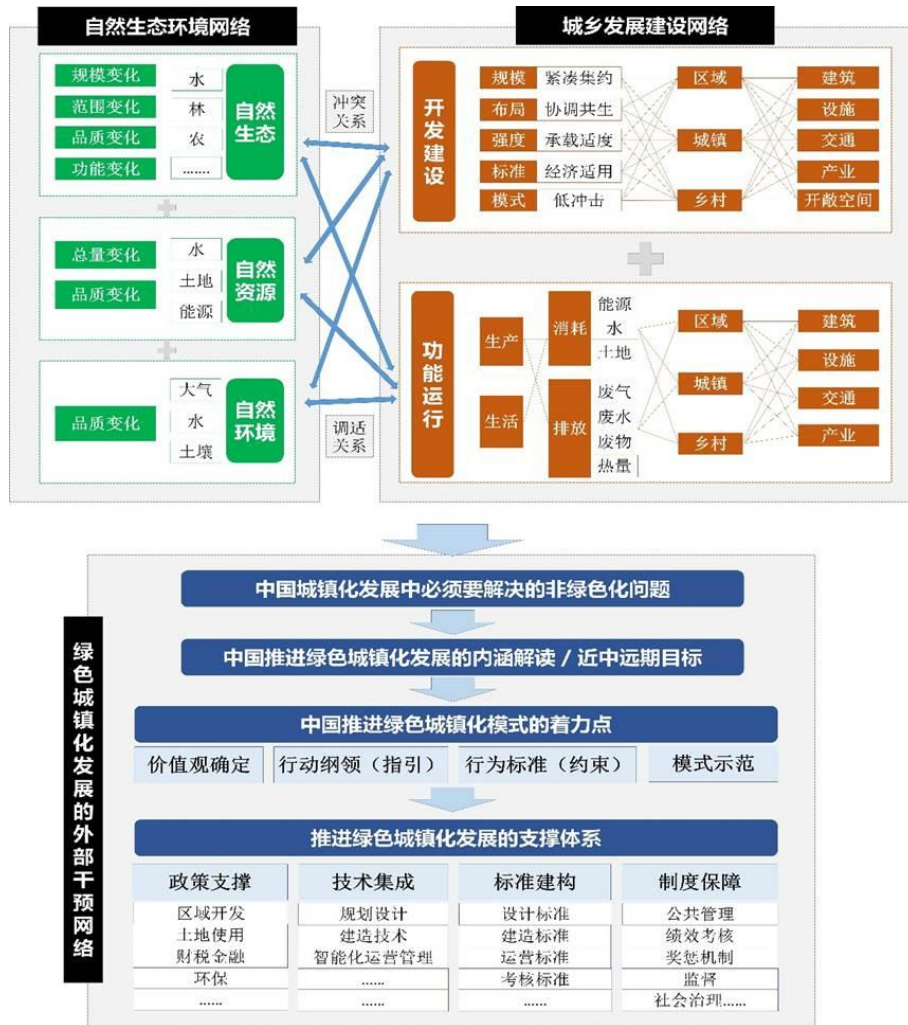 自然生态环境网络
规模变化
范围变化
品质变化
功能变化
水
林
农
.......
自然
生态
总量变化
品质变化
水
土地
能源
自然
资源
品质变化
大气
水
土壤
自然
环境
冲突
关系
调适
关系
城乡发展建设网络
开发建设
规模 紧凑集约
布局 协调共生
强度 承载适度
标准 经济适用
模式 低冲击
区域
城镇
乡村
建筑
设施
交通
产业
开敞空间
功能运行
生产
生活
消耗
排放
能源
水
土地
废气
废水
废物
热量
区域
城镇
乡村
建筑
设施
交通
产业
绿色城镇化发展的外部干预网络
中国城镇化发展中必须要解决的非绿色化问题
中国推进绿色城镇化发展的内涵解读 / 近中远期目标
中国推进绿色城镇化模式的着力点
价值观确定 行动纲领（指引） 行为标准（约束） 模式示范
推进绿色城镇化发展的支撑体系
政策支撑 技术集成 标准建构 制度保障
区域开发 规划设计 设计标准 公共管理
土地使用 建造技术 建造标准 绩效考核
财税金融 智能化运营管理 运营标准 奖惩机制
环保 ...... 考核标准 监督
...... ...... ...... 社会治理......